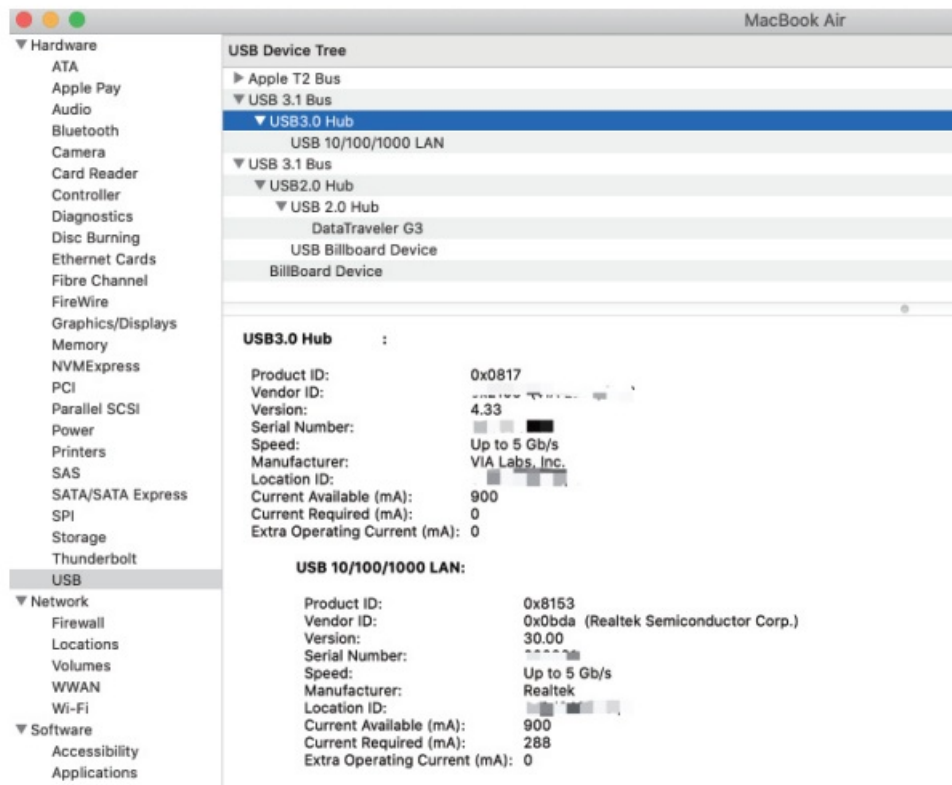 MacBook Air
Hardware
ATA
Apple Pay
Audio
Bluetooth
Camera
Card Reader
Controller
Diagnostics
Disc Burning
Ethernet Cards
Fibre Channel
FireWire
Graphics/Displays
Memory
NVMExpress
PCI
Parallel SCSI
Power
Printers
SAS
SATA/SATA Express
SPI
Storage
Thunderbolt
USB
Network
Firewall
Locations
Volumes
WWAN
Wi-Fi
Software
Accessibility
Applications
USB Device Tree
Apple T2 Bus
USB 3.1 Bus
USB3.0 Hub
USB 10/100/1000 LAN
USB 3.1 Bus
USB2.0 Hub
USB 2.0 Hub
DataTraveler G3
USB Billboard Device
BillBoard Device
USB3.0 Hub :
Product ID: 0x0817
Vendor ID:
Version: 4.33
Serial Number:
Speed: Up to 5 Gb/s
Manufacturer: VIA Labs, Inc.
Location ID:
Current Available (mA): 900
Current Required (mA): 0
Extra Operating Current (mA): 0
USB 10/100/1000 LAN:
Product ID: 0x8153
Vendor ID: 0x0bda (Realtek Semiconductor Corp.)
Version: 30.00
Serial Number:
Speed: Up to 5 Gb/s
Manufacturer: Realtek
Location ID:
Current Available (mA): 900
Current Required (mA): 288
Extra Operating Current (mA): 0